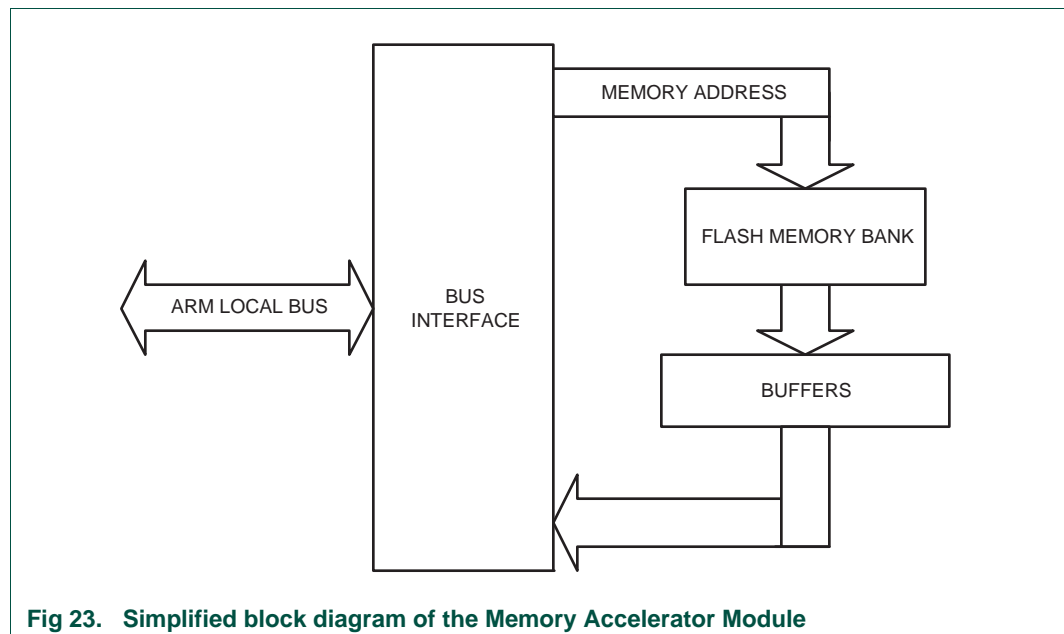 MEMORY ADDRESS
FLASH MEMORY BANK
ARM LOCAL BUS
BUS
INTERFACE
BUFFERS
Fig 23. Simplified block diagram of the Memory Accelerator Module